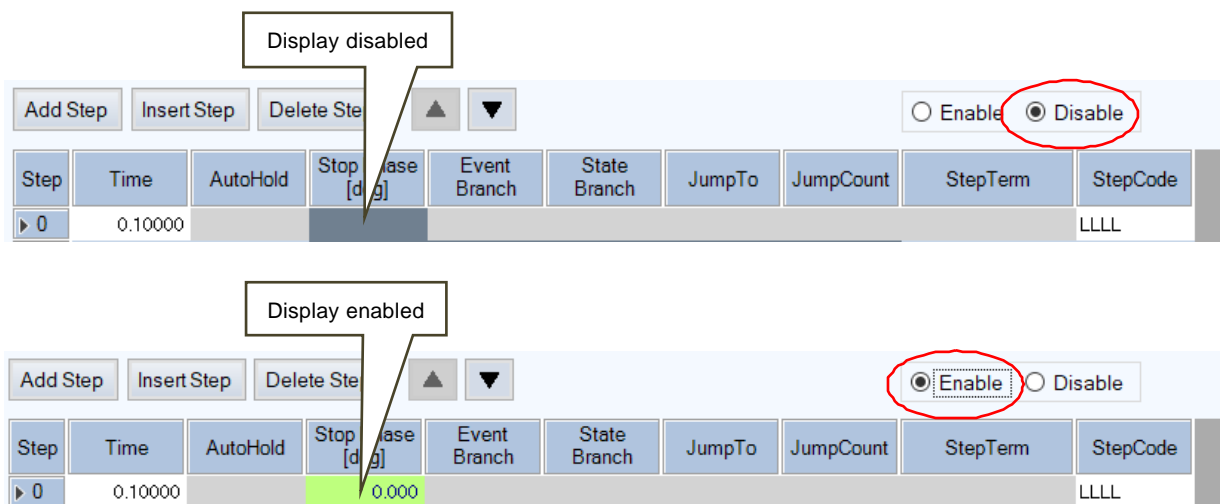 Display disabled
Add Step Insert Step Delete Ste ▲ ▼ Enable Disable
Step Time AutoHold Stop ase [d g] Event Branch State Branch JumpTo JumpCount StepTerm StepCode
0 0.10000 LLLL
Display enabled
Add Step Insert Step Delete Ste ▲ ▼ Enable Disable
Step Time AutoHold Stop ase [d g] Event Branch State Branch JumpTo JumpCount StepTerm StepCode
0 0.10000 0.000 LLLL